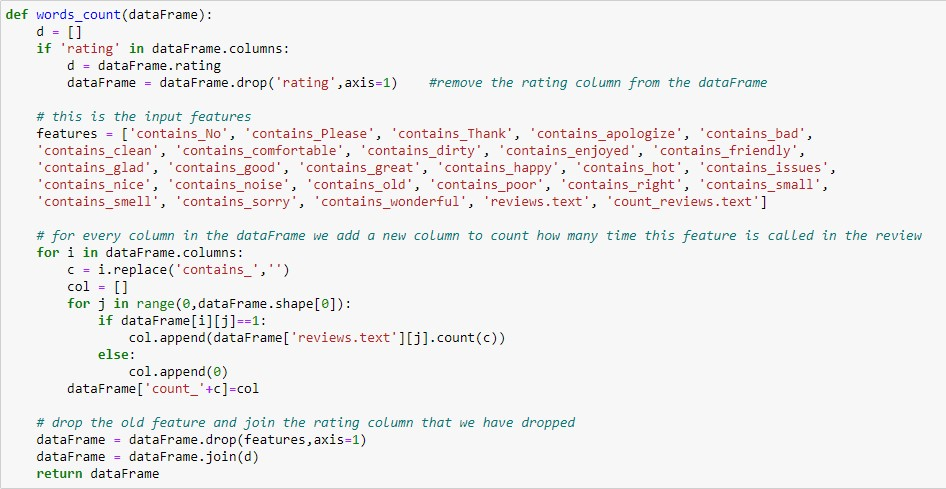 def words_count(dataFrame):
    d = []
    if 'rating' in dataFrame.columns:
        d = dataFrame.rating
        dataFrame = dataFrame.drop('rating',axis=1)    #remove the rating column from the dataFrame

    # this is the input features
    features = ['contains_No', 'contains_Please', 'contains_Thank', 'contains_apologize', 'contains_bad',
    'contains_clean', 'contains_comfortable', 'contains_dirty', 'contains_enjoyed', 'contains_friendly',
    'contains_glad', 'contains_good', 'contains_great', 'contains_happy', 'contains_hot', 'contains_issues',
    'contains_nice', 'contains_noise', 'contains_old', 'contains_poor', 'contains_right', 'contains_small',
    'contains_smell', 'contains_sorry', 'contains_wonderful', 'reviews.text', 'count_reviews.text']

    # for every column in the dataFrame we add a new column to count how many time this feature is called in the review
    for i in dataFrame.columns:
        c = i.replace('contains_','')
        col = []
        for j in range(0,dataFrame.shape[0]):
            if dataFrame[i][j]==1:
                col.append(dataFrame['reviews.text'][j].count(c))
            else:
                col.append(0)
        dataFrame['count_'+c]=col

    # drop the old feature and join the rating column that we have dropped
    dataFrame = dataFrame.drop(features,axis=1)
    dataFrame = dataFrame.join(d)
    return dataFrame